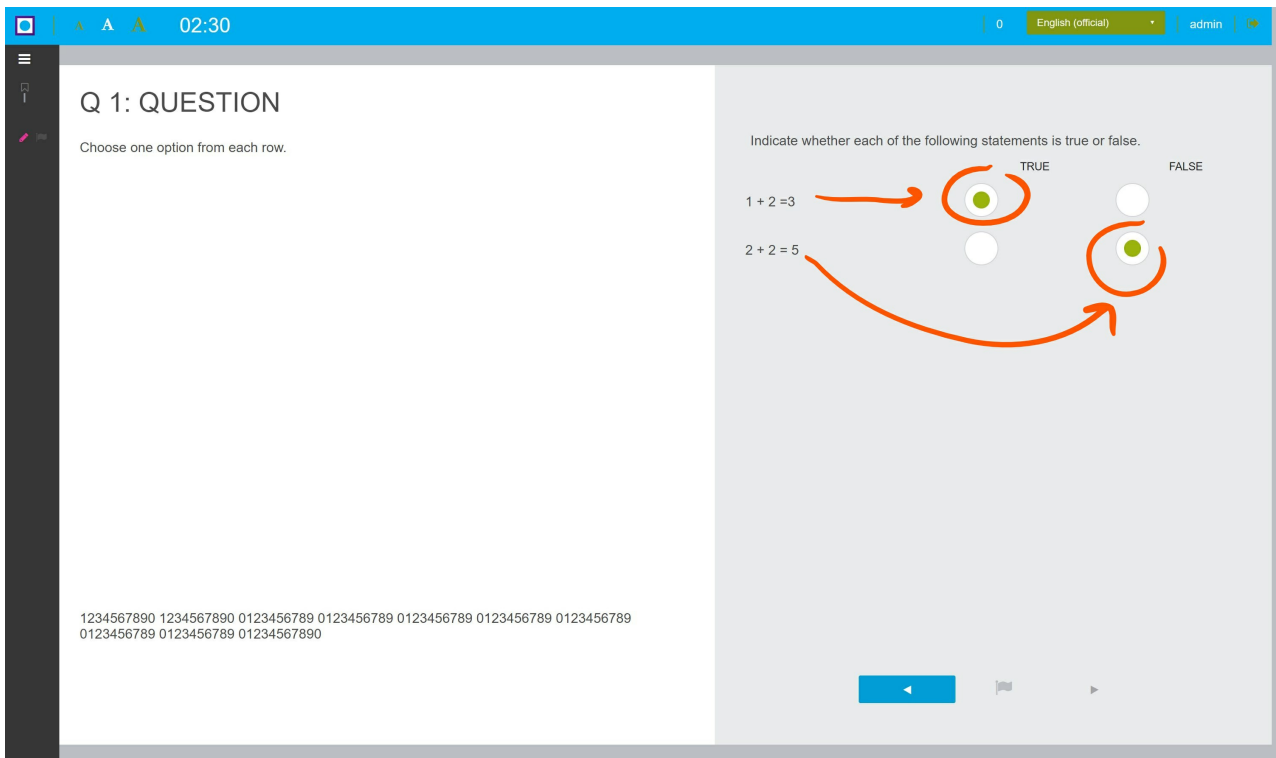 A A A 02:30 0 English (official) admin
Q 1: QUESTION
Choose one option from each row.
1234567890 1234567890 0123456789 0123456789 0123456789 0123456789 0123456789
0123456789 0123456789 01234567890
Indicate whether each of the following statements is true or false.
TRUE FALSE
1 + 2 =3
2 + 2 = 5